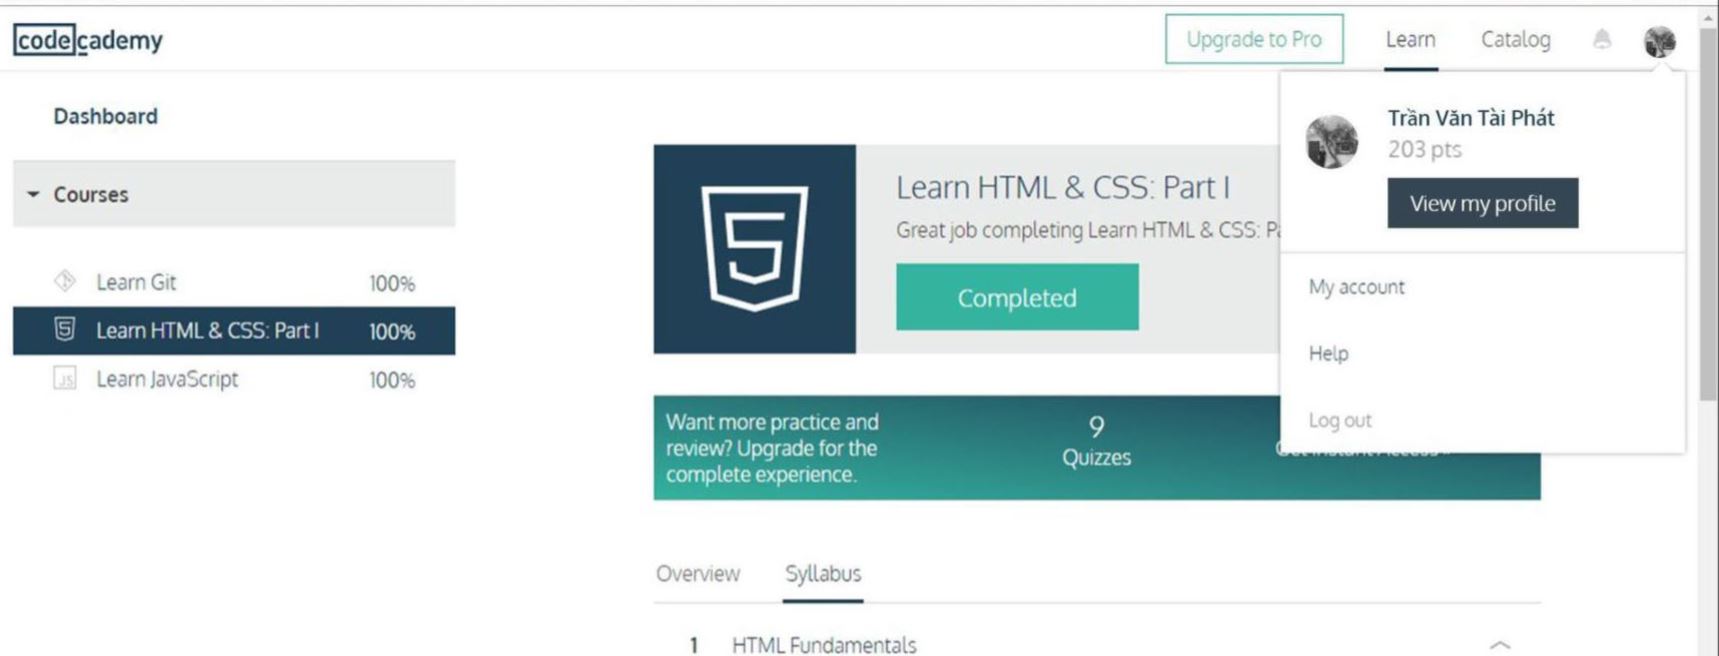 codecademy
Upgrade to Pro
Learn
Catalog
Trần Văn Tài Phát
203 pts
View my profile
My account
Help
Log out
Dashboard
Courses
Learn Git 100%
Learn HTML & CSS: Part I 100%
JS Learn JavaScript 100%
5
Learn HTML & CSS: Part I
Great job completing Learn HTML & CSS:
Completed
Want more practice and
review? Upgrade for the
complete experience.
9
Quizzes
Overview
Syllabus
1 HTML Fundamentals